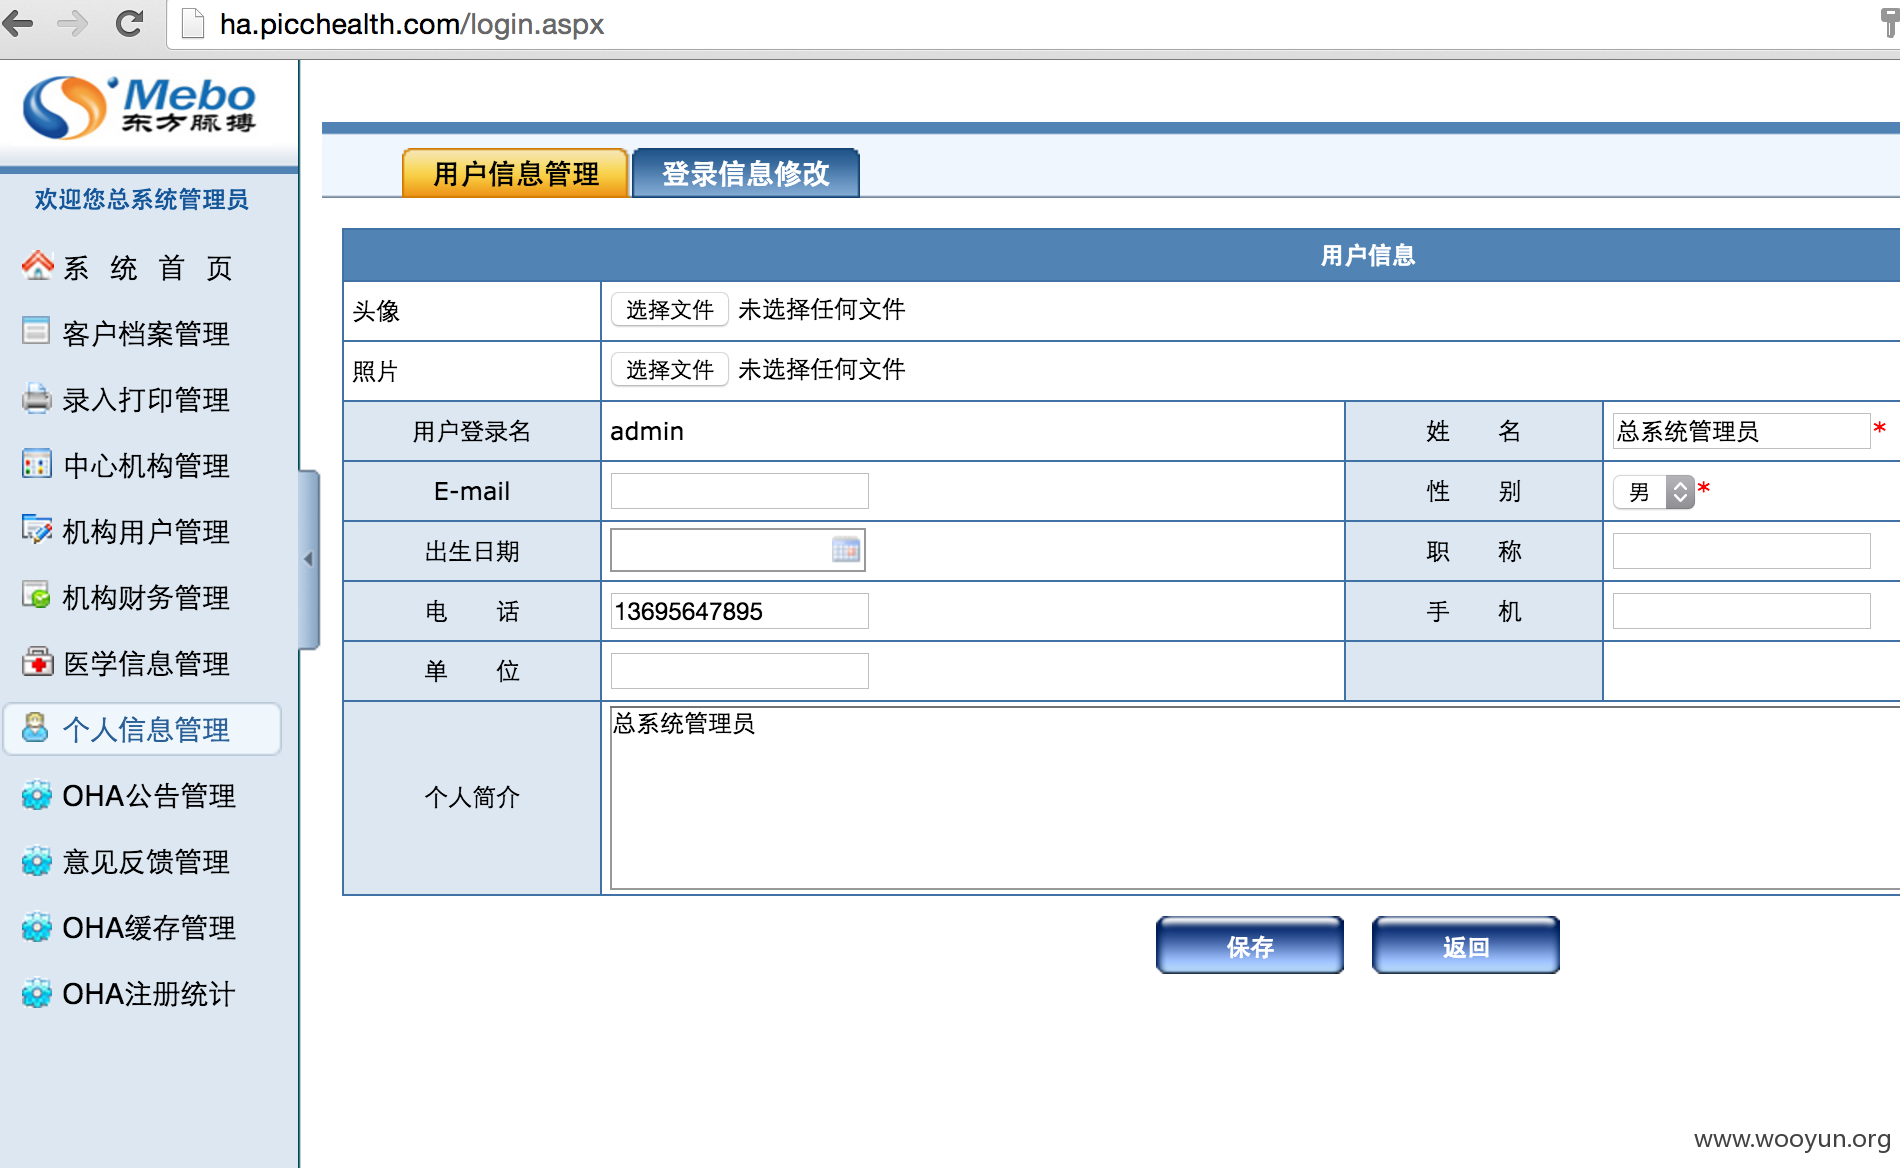 ha.picchealth.com/login.aspx
Mebo
东方脉搏
欢迎您总系统管理员
系 统 首 页
客户档案管理
录入打印管理
中心机构管理
机构用户管理
机构财务管理
医学信息管理
个人信息管理
OHA公告管理
意见反馈管理
OHA缓存管理
OHA注册统计
用户信息管理 登录信息修改
用户信息
头像 选择文件 未选择任何文件
照片 选择文件 未选择任何文件
用户登录名 admin 姓 名 总系统管理员 *
E-mail 性 别 男 *
出生日期 职 称
电 话 13695647895 手 机
单 位
个人简介 总系统管理员
保存 返回
www.wooyun.org